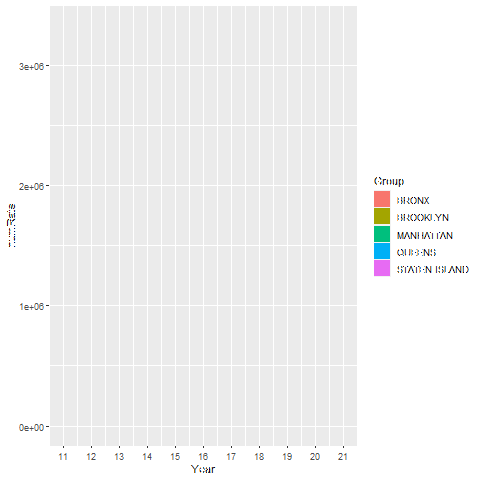 3e+06
2e+06
1e+06
0e+00
numRats
11 12 13 14 15 16 17 18 19 20 21
Year
Group
BRONX
BROOKLYN
MANHATTAN
QUEENS
STATEN ISLAND